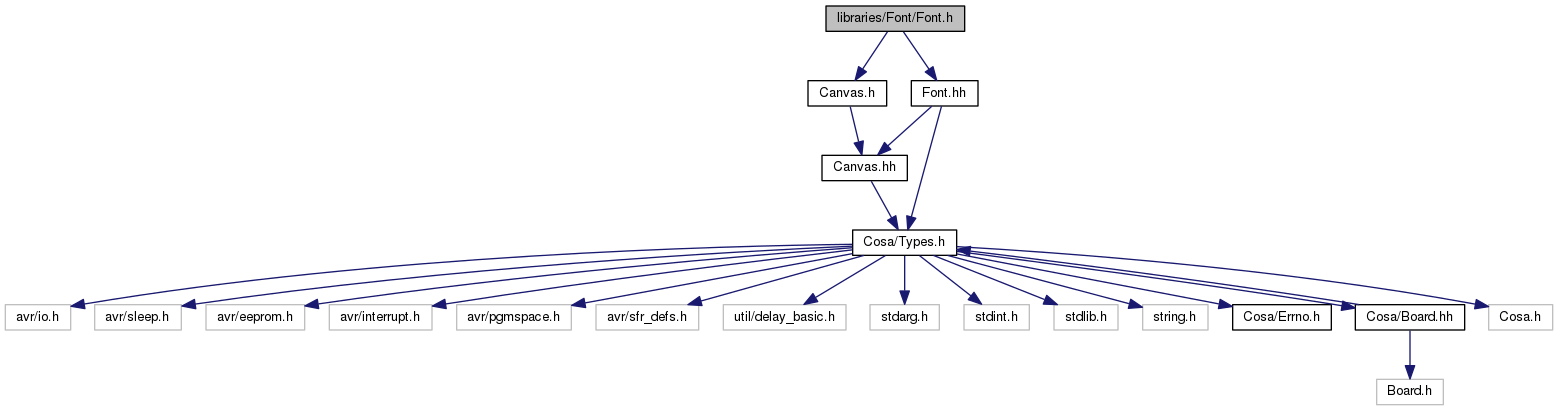 libraries/Font/Font.h
Canvas.h
Font.hh
Canvas.hh
Cosa/Types.h
avr/io.h
avr/sleep.h
avr/eeprom.h
avr/interrupt.h
avr/pgmspace.h
avr/sfr_defs.h
util/delay_basic.h
stdarg.h
stdint.h
stdlib.h
string.h
Cosa/Errno.h
Cosa/Board.hh
Cosa.h
Board.h